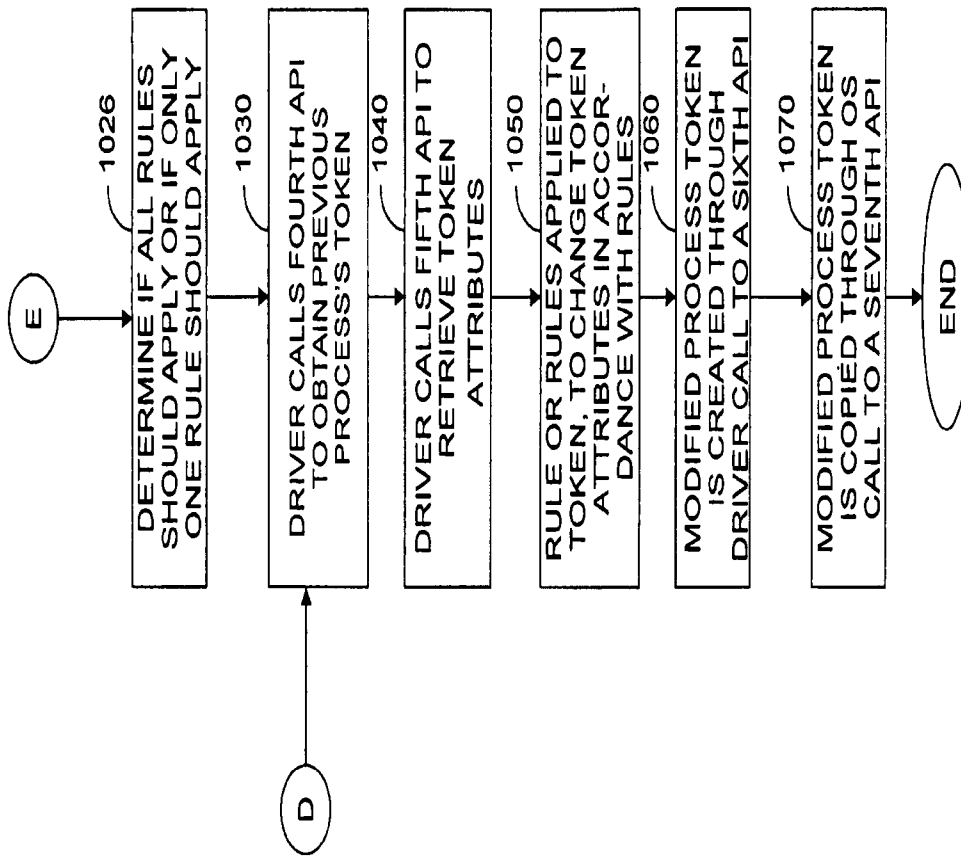 E
1026
DETERMINE IF ALL RULES
SHOULD APPLY OR IF ONLY
ONE RULE SHOULD APPLY
1030
DRIVER CALLS FOURTH API
TO OBTAIN PREVIOUS
PROCESS'S TOKEN
D
1040
DRIVER CALLS FIFTH API TO
RETRIEVE TOKEN
ATTRIBUTES
1050
RULE OR RULES APPLIED TO
TOKEN, TO CHANGE TOKEN
ATTRIBUTES IN ACCOR-
DANCE WITH RULES
1060
MODIFIED PROCESS TOKEN
IS CREATED THROUGH
DRIVER CALL TO A SIXTH API
1070
MODIFIED PROCESS TOKEN
IS COPIED THROUGH OS
CALL TO A SEVENTH API
END